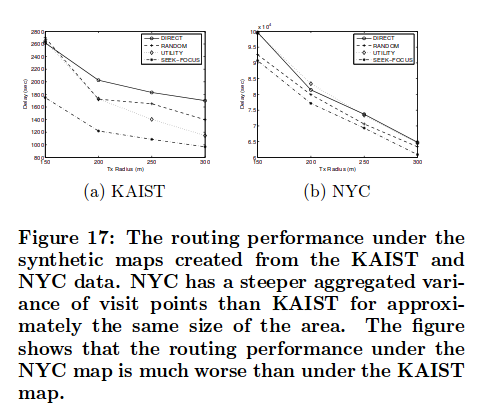 2800
2600
2400
2200
2000
1800
1600
1400
1200
1000
800
150
200
250
300
Delay (sec)
Tx Radius (m)
DIRECT
RANDOM
UTILITY
SEEK-FOCUS
x 10^4
10
9.5
9
8.5
8
7.5
7
6.5
6
150
200
250
300
Delay (sec)
Tx Radius (m)
DIRECT
RANDOM
UTILITY
SEEK-FOCUS
(a) KAIST
(b) NYC
Figure 17: The routing performance under the
synthetic maps created from the KAIST and
NYC data. NYC has a steeper aggregated vari-
ance of visit points than KAIST for approxi-
mately the same size of the area. The figure
shows that the routing performance under the
NYC map is much worse than under the KAIST
map.